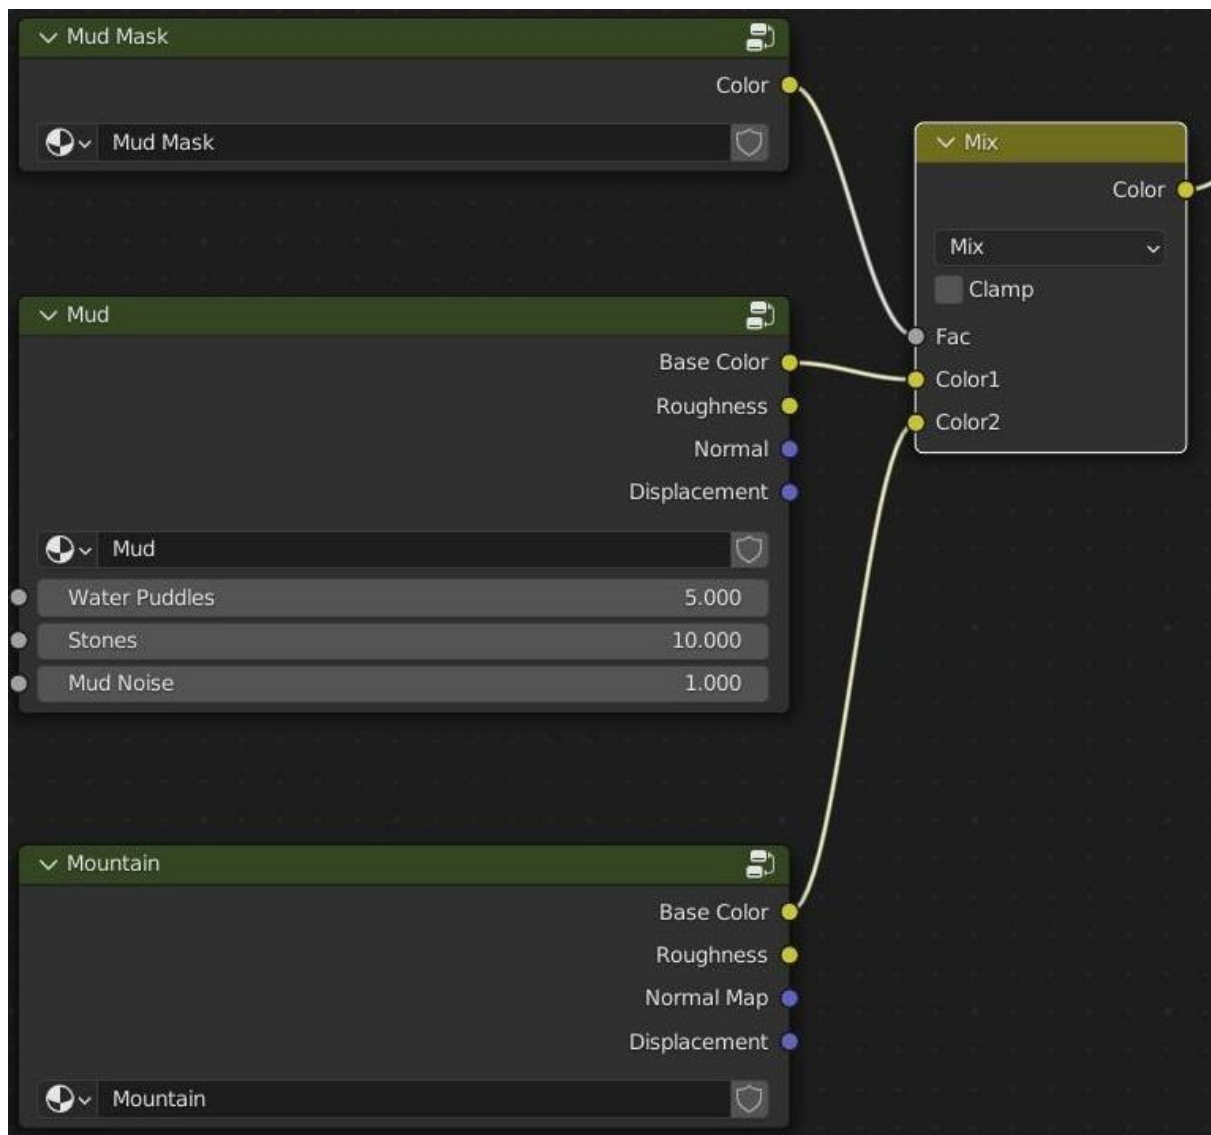 Mud Mask
Color
Mud Mask
Mix
Color
Mix
Clamp
Fac
Color1
Color2
Mud
Base Color
Roughness
Normal
Displacement
Mud
Water Puddles 5.000
Stones 10.000
Mud Noise 1.000
Mountain
Base Color
Roughness
Normal Map
Displacement
Mountain